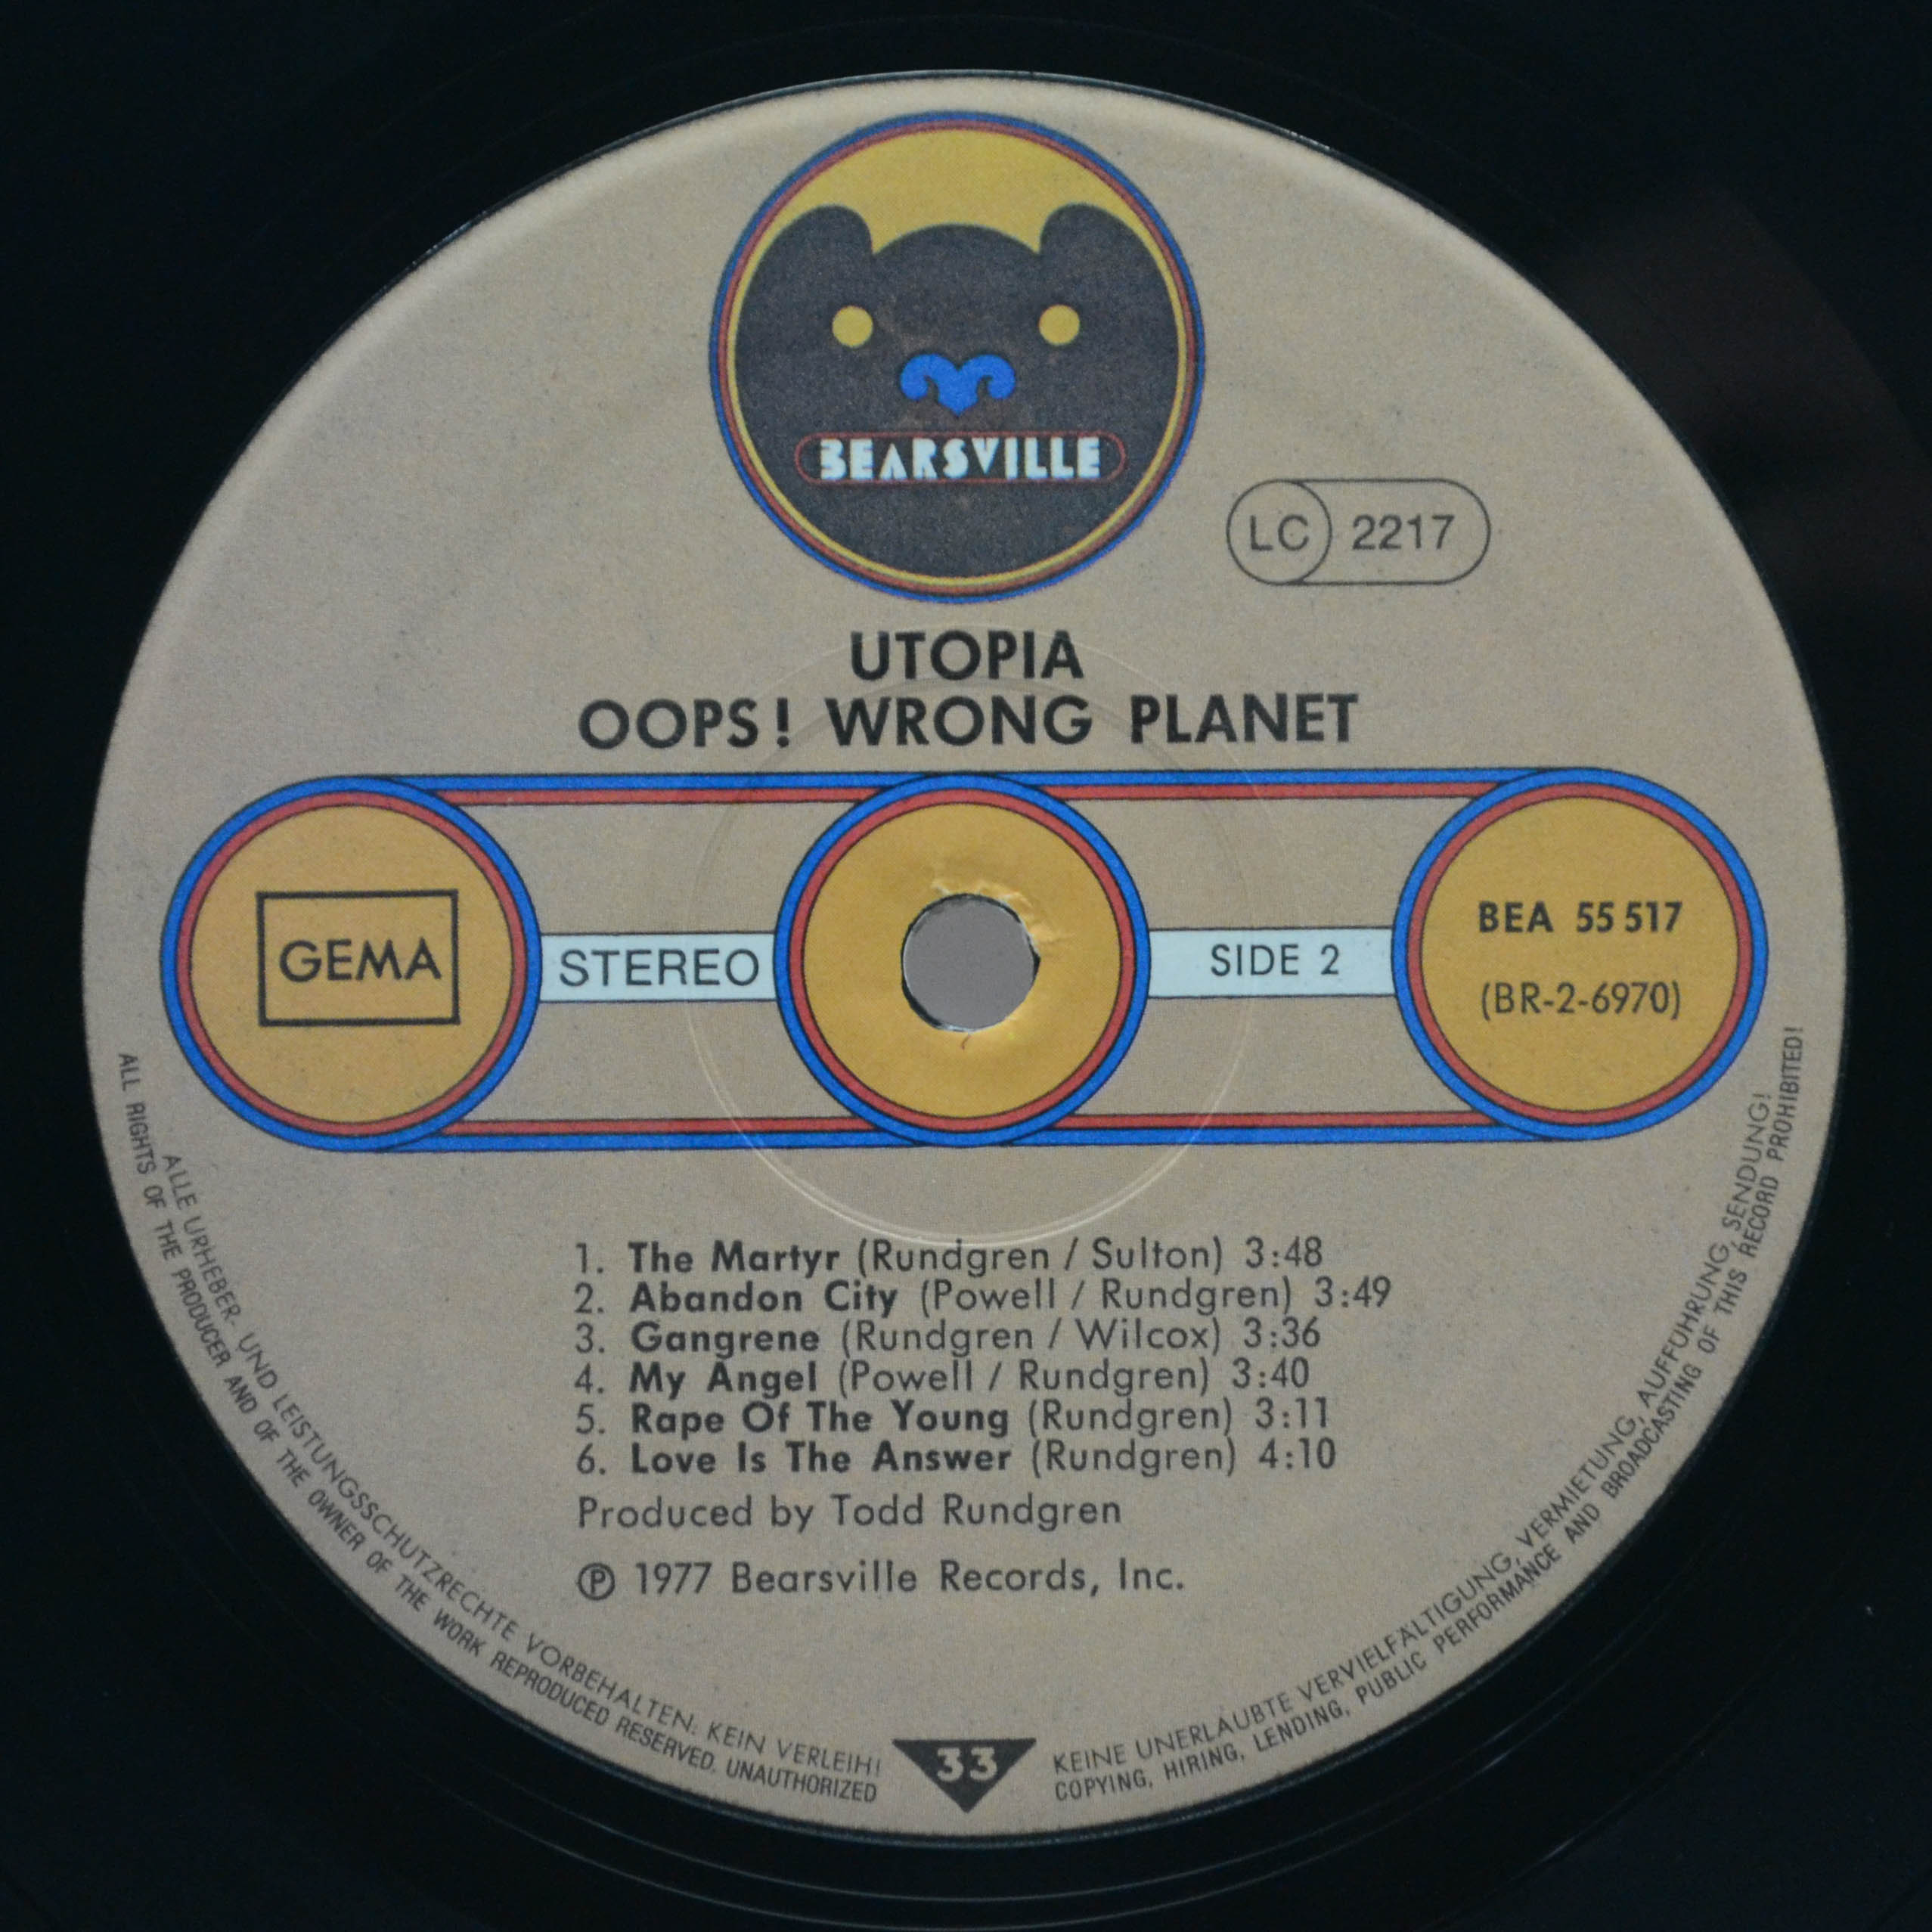 BEARSVILLE
LC 2217
UTOPIA
OOPS! WRONG PLANET
GEMA
STEREO
SIDE 2
BEA 55 517
(BR-2-6970)
1. The Martyr (Rundgren / Sulton) 3:48
2. Abandon City (Powell / Rundgren) 3:49
3. Gangrene (Rundgren / Wilcox) 3:36
4. My Angel (Powell / Rundgren) 3:40
5. Rape Of The Young (Rundgren) 3:11
6. Love Is The Answer (Rundgren) 4:10
Produced by Todd Rundgren
℗ 1977 Bearsville Records, Inc.
ALLE URHEBER- UND LEISTUNGSSCHUTZRECHTE VORBEHALTEN. KEIN VERLEIH!
ALL RIGHTS OF THE PRODUCER AND OF THE OWNER OF THE WORK REPRODUCED RESERVED. UNAUTHORIZED
33
KEINE UNERLAUBTE VERVIELFÄLTIGUNG, VERMIETUNG, AUFFÜHRUNG, SENDUNG!
COPYING, HIRING, LENDING, PUBLIC PERFORMANCE AND BROADCASTING OF THIS RECORD PROHIBITED!